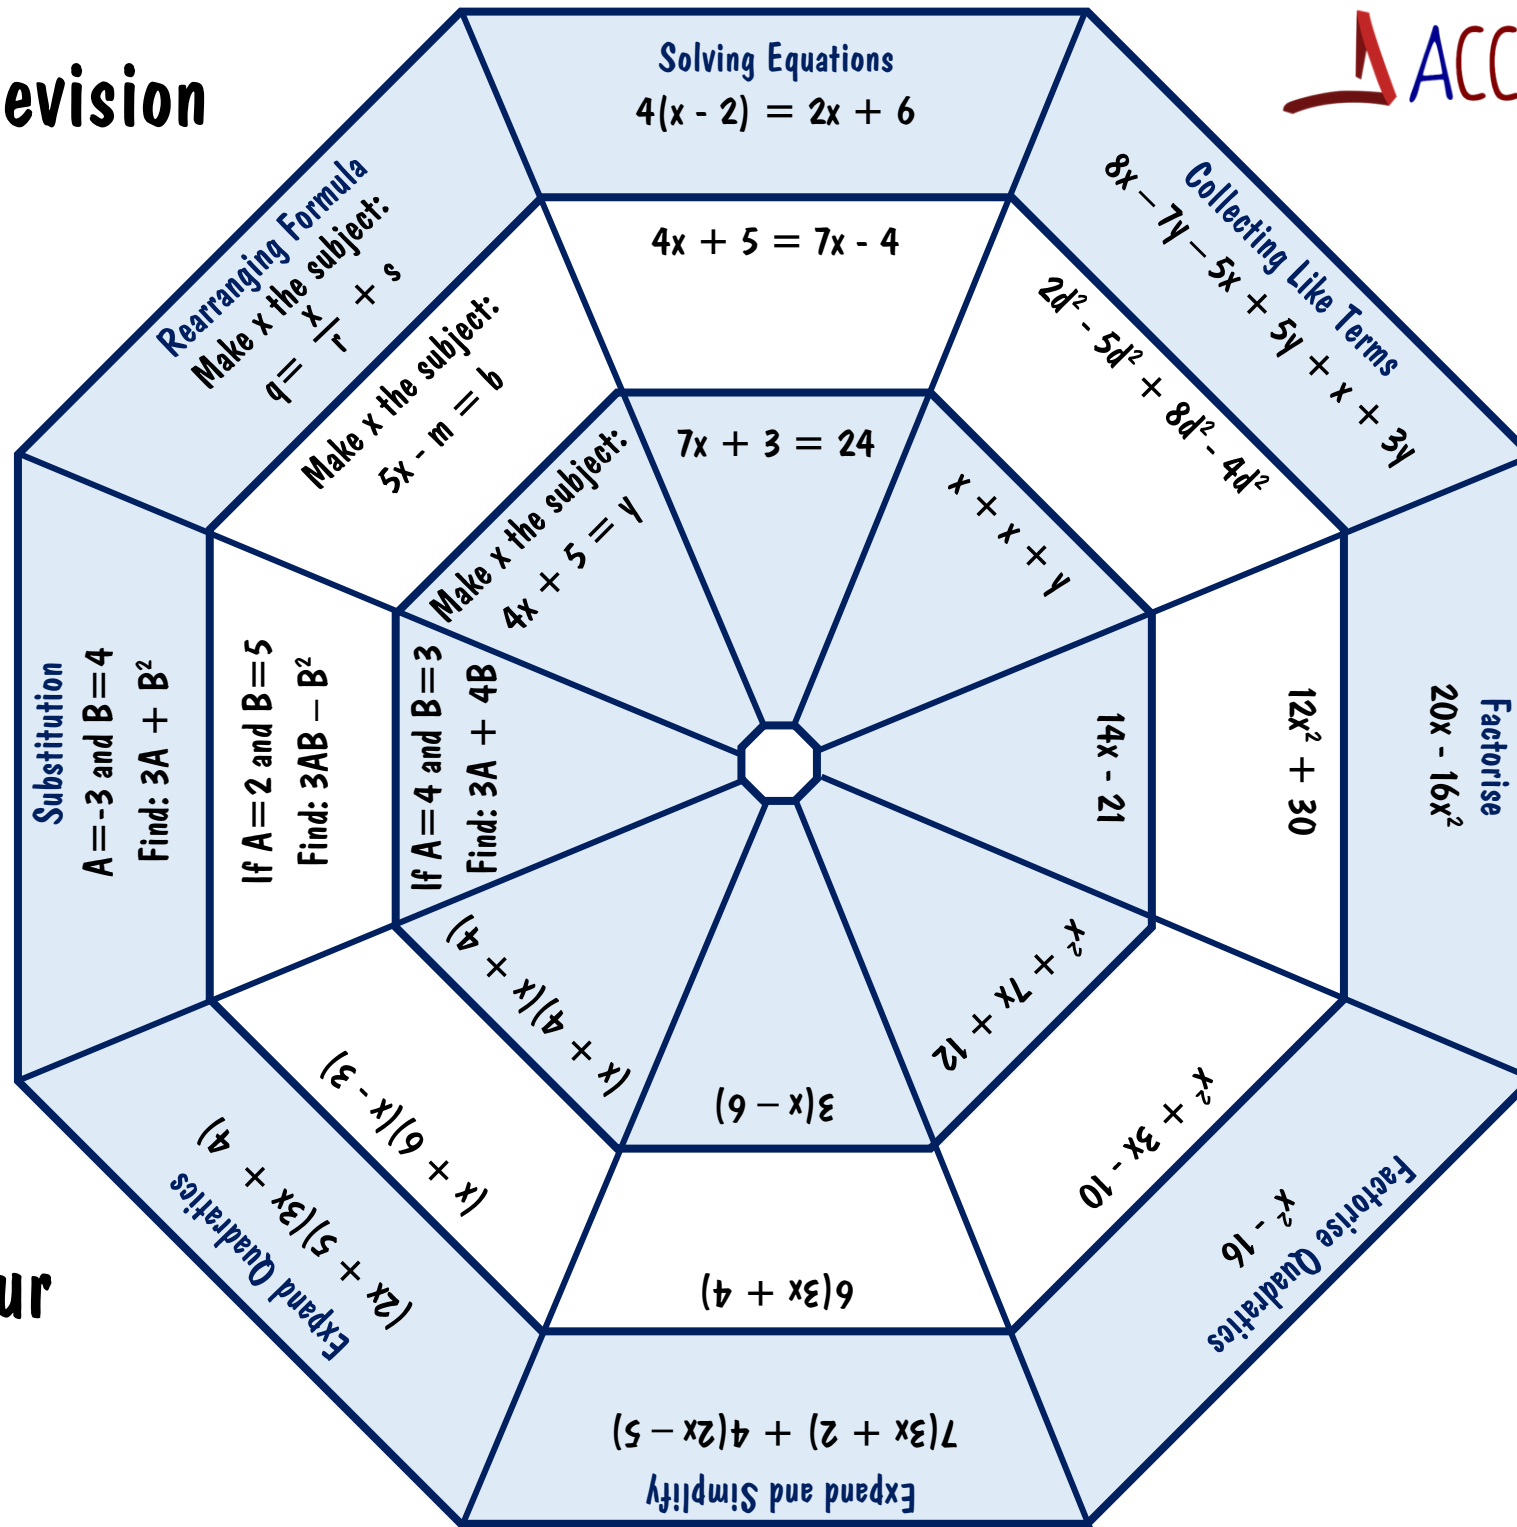 evision
ACC
Solving Equations
4(x - 2) = 2x + 6
4x + 5 = 7x - 4
7x + 3 = 24
Collecting Like Terms
8x – 7y – 5x + 5y + x + 3y
2d² - 5d² + 8d² - 4d²
x + x + y
Factorise
20x - 16x²
12x² + 30
14x - 21
Factorise Quadratics
x² - 16
x² + 3x - 10
x² + 7x + 12
Expand and Simplify
7(3x + 2) + 4(2x – 5)
6(3x + 4)
3(x – 6)
Expand Quadratics
(2x + 5)(3x + 4)
(x + 6)(x - 3)
(x + 4)(x + 4)
Substitution
A=-3 and B=4
Find: 3A + B²
If A=2 and B=5
Find: 3AB – B²
If A=4 and B=3
Find: 3A + 4B
Rearranging Formula
Make x the subject:
q= x/r + s
Make x the subject:
5x - m = b
Make x the subject:
4x + 5 = y
ur